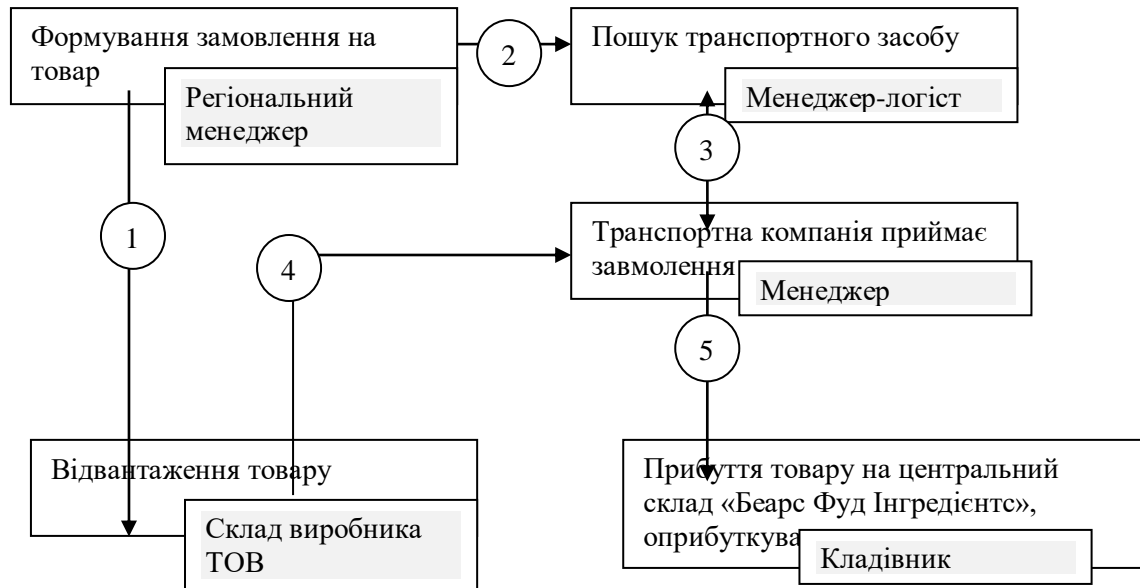 Формування замовлення на
товар
Регіональний
менеджер
2
Пошук транспортного засобу
Менеджер-логіст
3
1
4
Транспортна компанія приймає
завмолення
Менеджер
5
Відвантаження товару
Склад виробника
ТОВ
Прибуття товару на центральний
склад «Беарс Фуд Інгредієнтс»,
оприбуткува
Кладівник